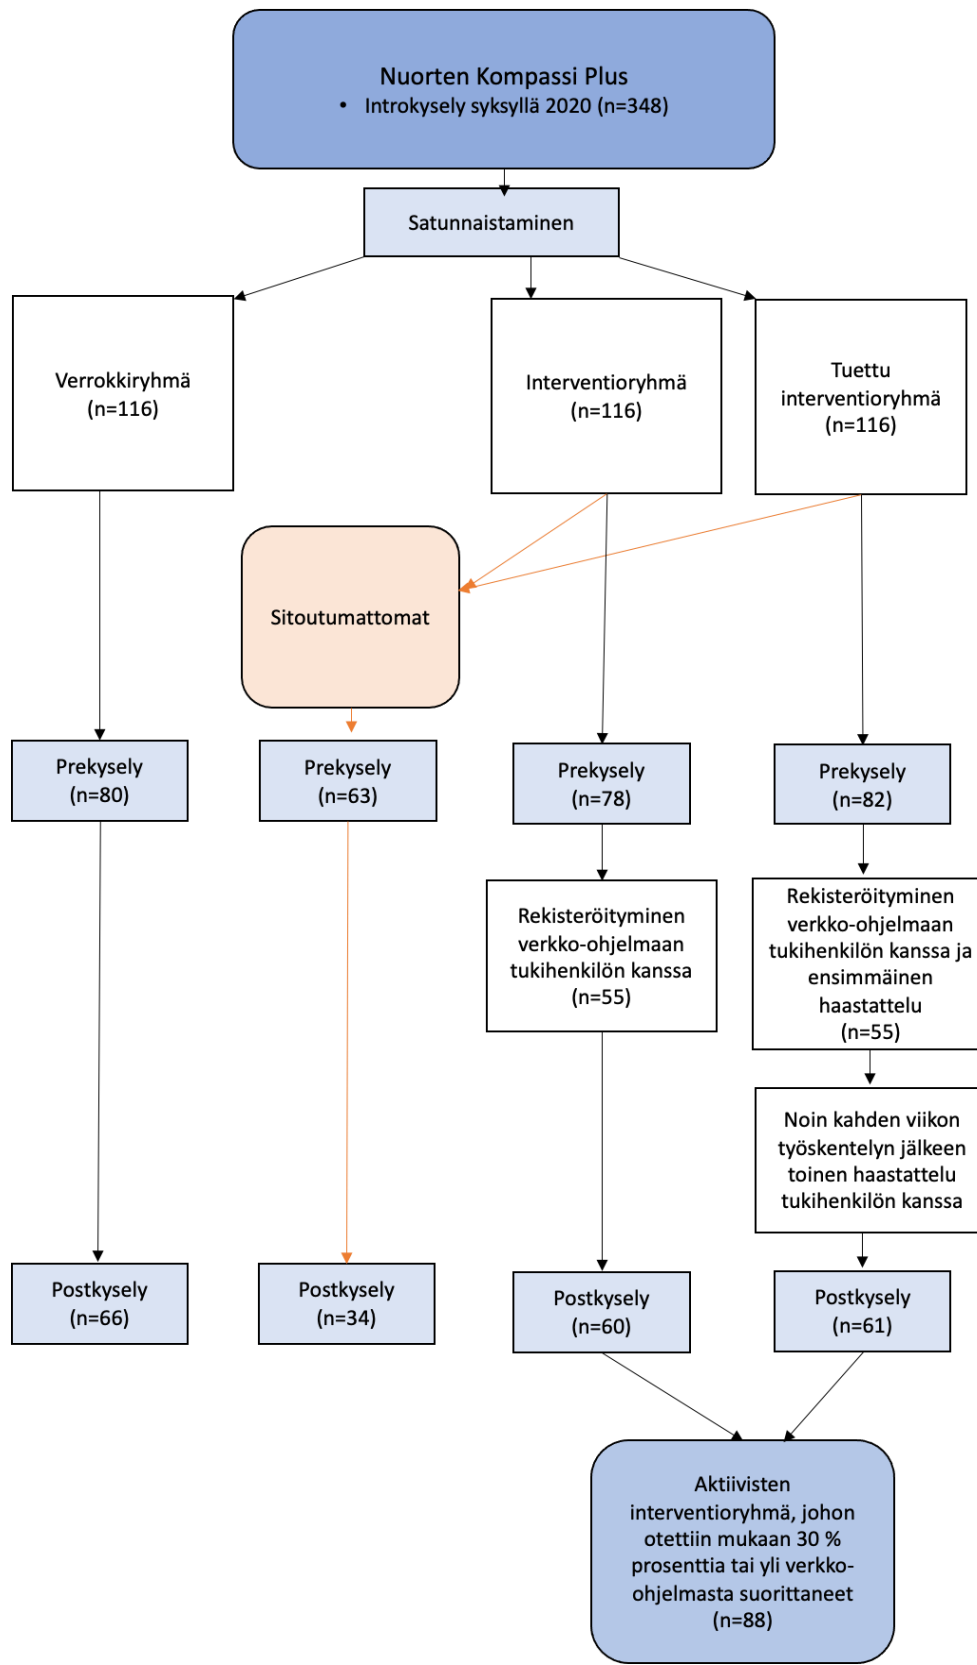 Nuorten Kompassi Plus
• Introkysely syksyllä 2020 (n=348)
Satunnaistaminen
Verrokkiryhmä
(n=116)
Interventioryhmä
(n=116)
Tuettu
interventioryhmä
(n=116)
Sitoutumattomat
Prekysely
(n=80)
Prekysely
(n=63)
Prekysely
(n=78)
Prekysely
(n=82)
Rekisteröityminen
verkko-ohjelmaan
tukihenkilön kanssa
(n=55)
Rekisteröityminen
verkko-ohjelmaan
tukihenkilön kanssa ja
ensimmäinen
haastattelu
(n=55)
Noin kahden viikon
työskentelyn jälkeen
toinen haastattelu
tukihenkilön kanssa
Postkysely
(n=66)
Postkysely
(n=34)
Postkysely
(n=60)
Postkysely
(n=61)
Aktiivisten
interventioryhmä, johon
otettiin mukaan 30 %
prosenttia tai yli verkko-
ohjelmasta suorittaneet
(n=88)